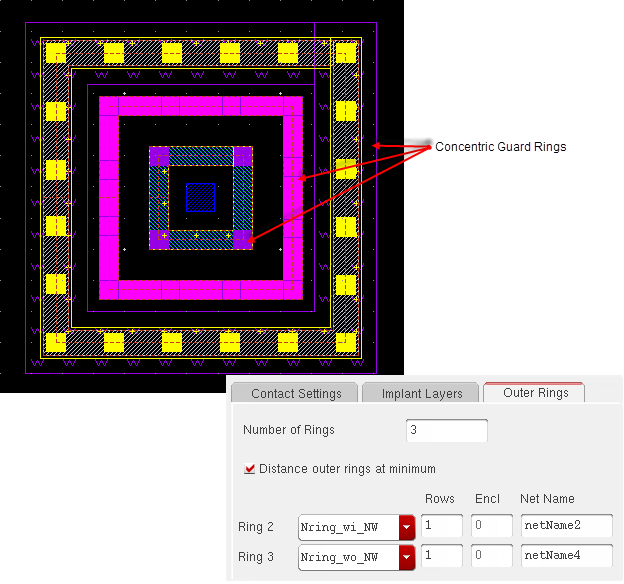 Concentric Guard Rings
Contact Settings Implant Layers Outer Rings
Number of Rings 3
Distance outer rings at minimum
Rows Encl Net Name
Ring 2 Nring_wi_NW 1 0 netName2
Ring 3 Nring_wo_NW 1 0 netName4